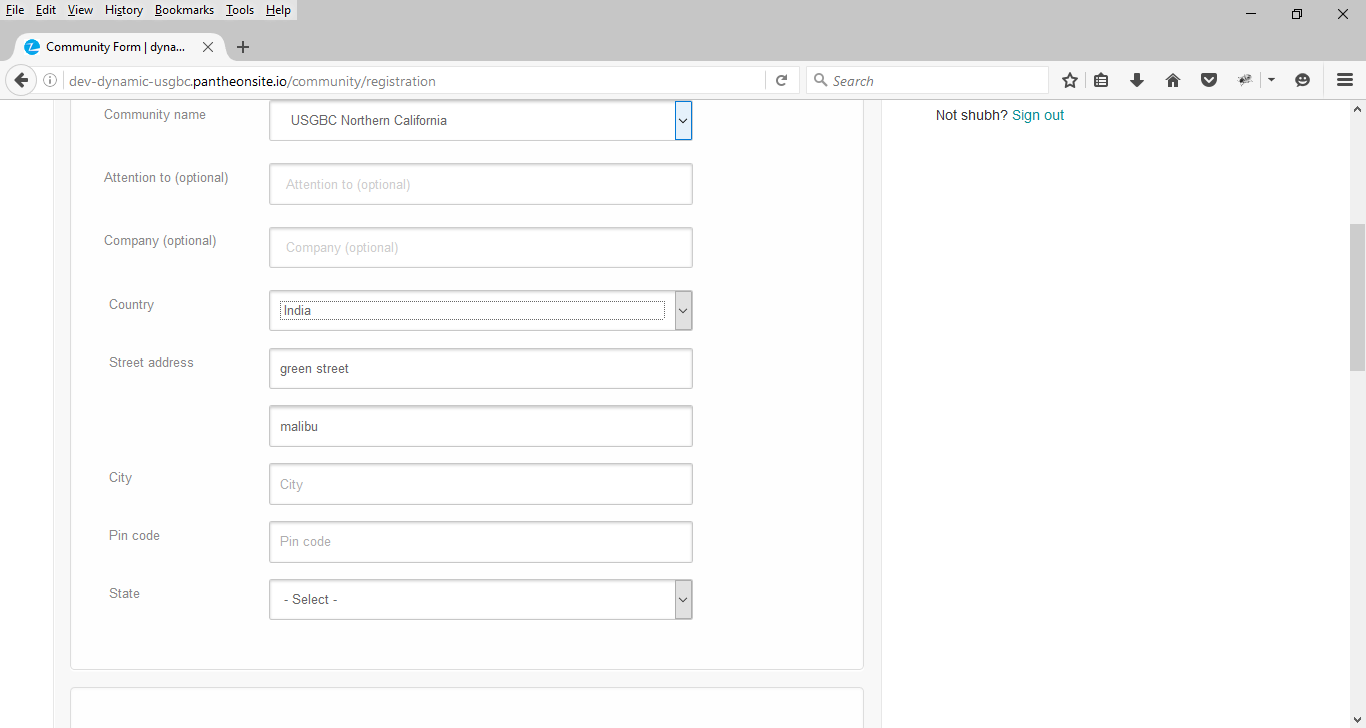 File Edit View History Bookmarks Tools Help
Community Form | dyna...
dev-dynamic-usgbc.pantheonsite.io/community/registration
Search
Community name
USGBC Northern California
Not shubh? Sign out
Attention to (optional)
Attention to (optional)
Company (optional)
Company (optional)
Country
India
Street address
green street
malibu
City
City
Pin code
Pin code
State
- Select -